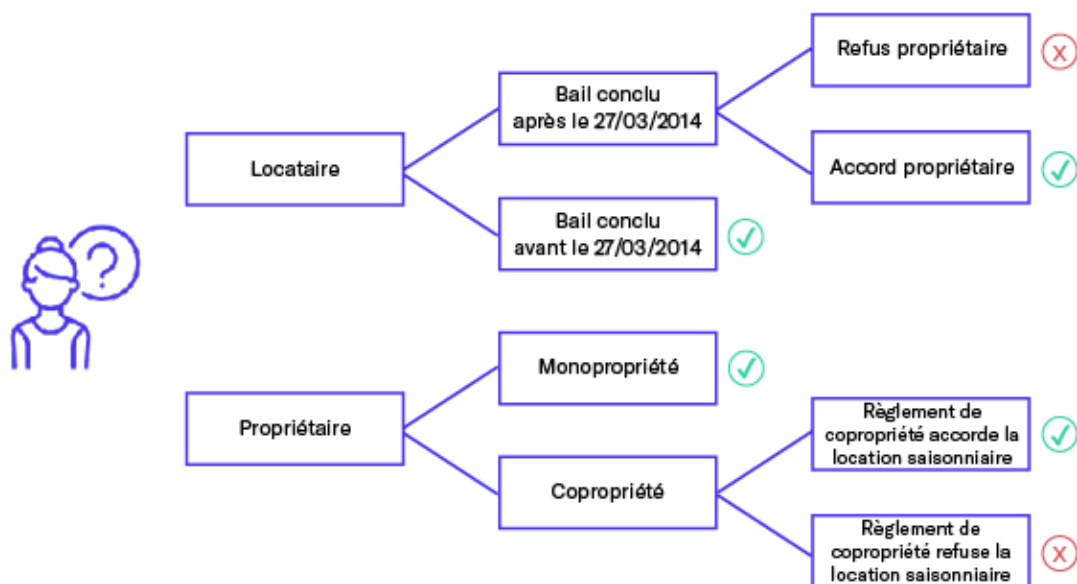 Refus propriétaire
X
Bail conclu
après le 27/03/2014
Locataire
Accord propriétaire
Bail conclu
avant le 27/03/2014
?
Monopropriété
Propriétaire
Règlement de
copropriété accorde la
location saisonniaire
Copropriété
Règlement de
copropriété refuse la
location saisonniaire
X